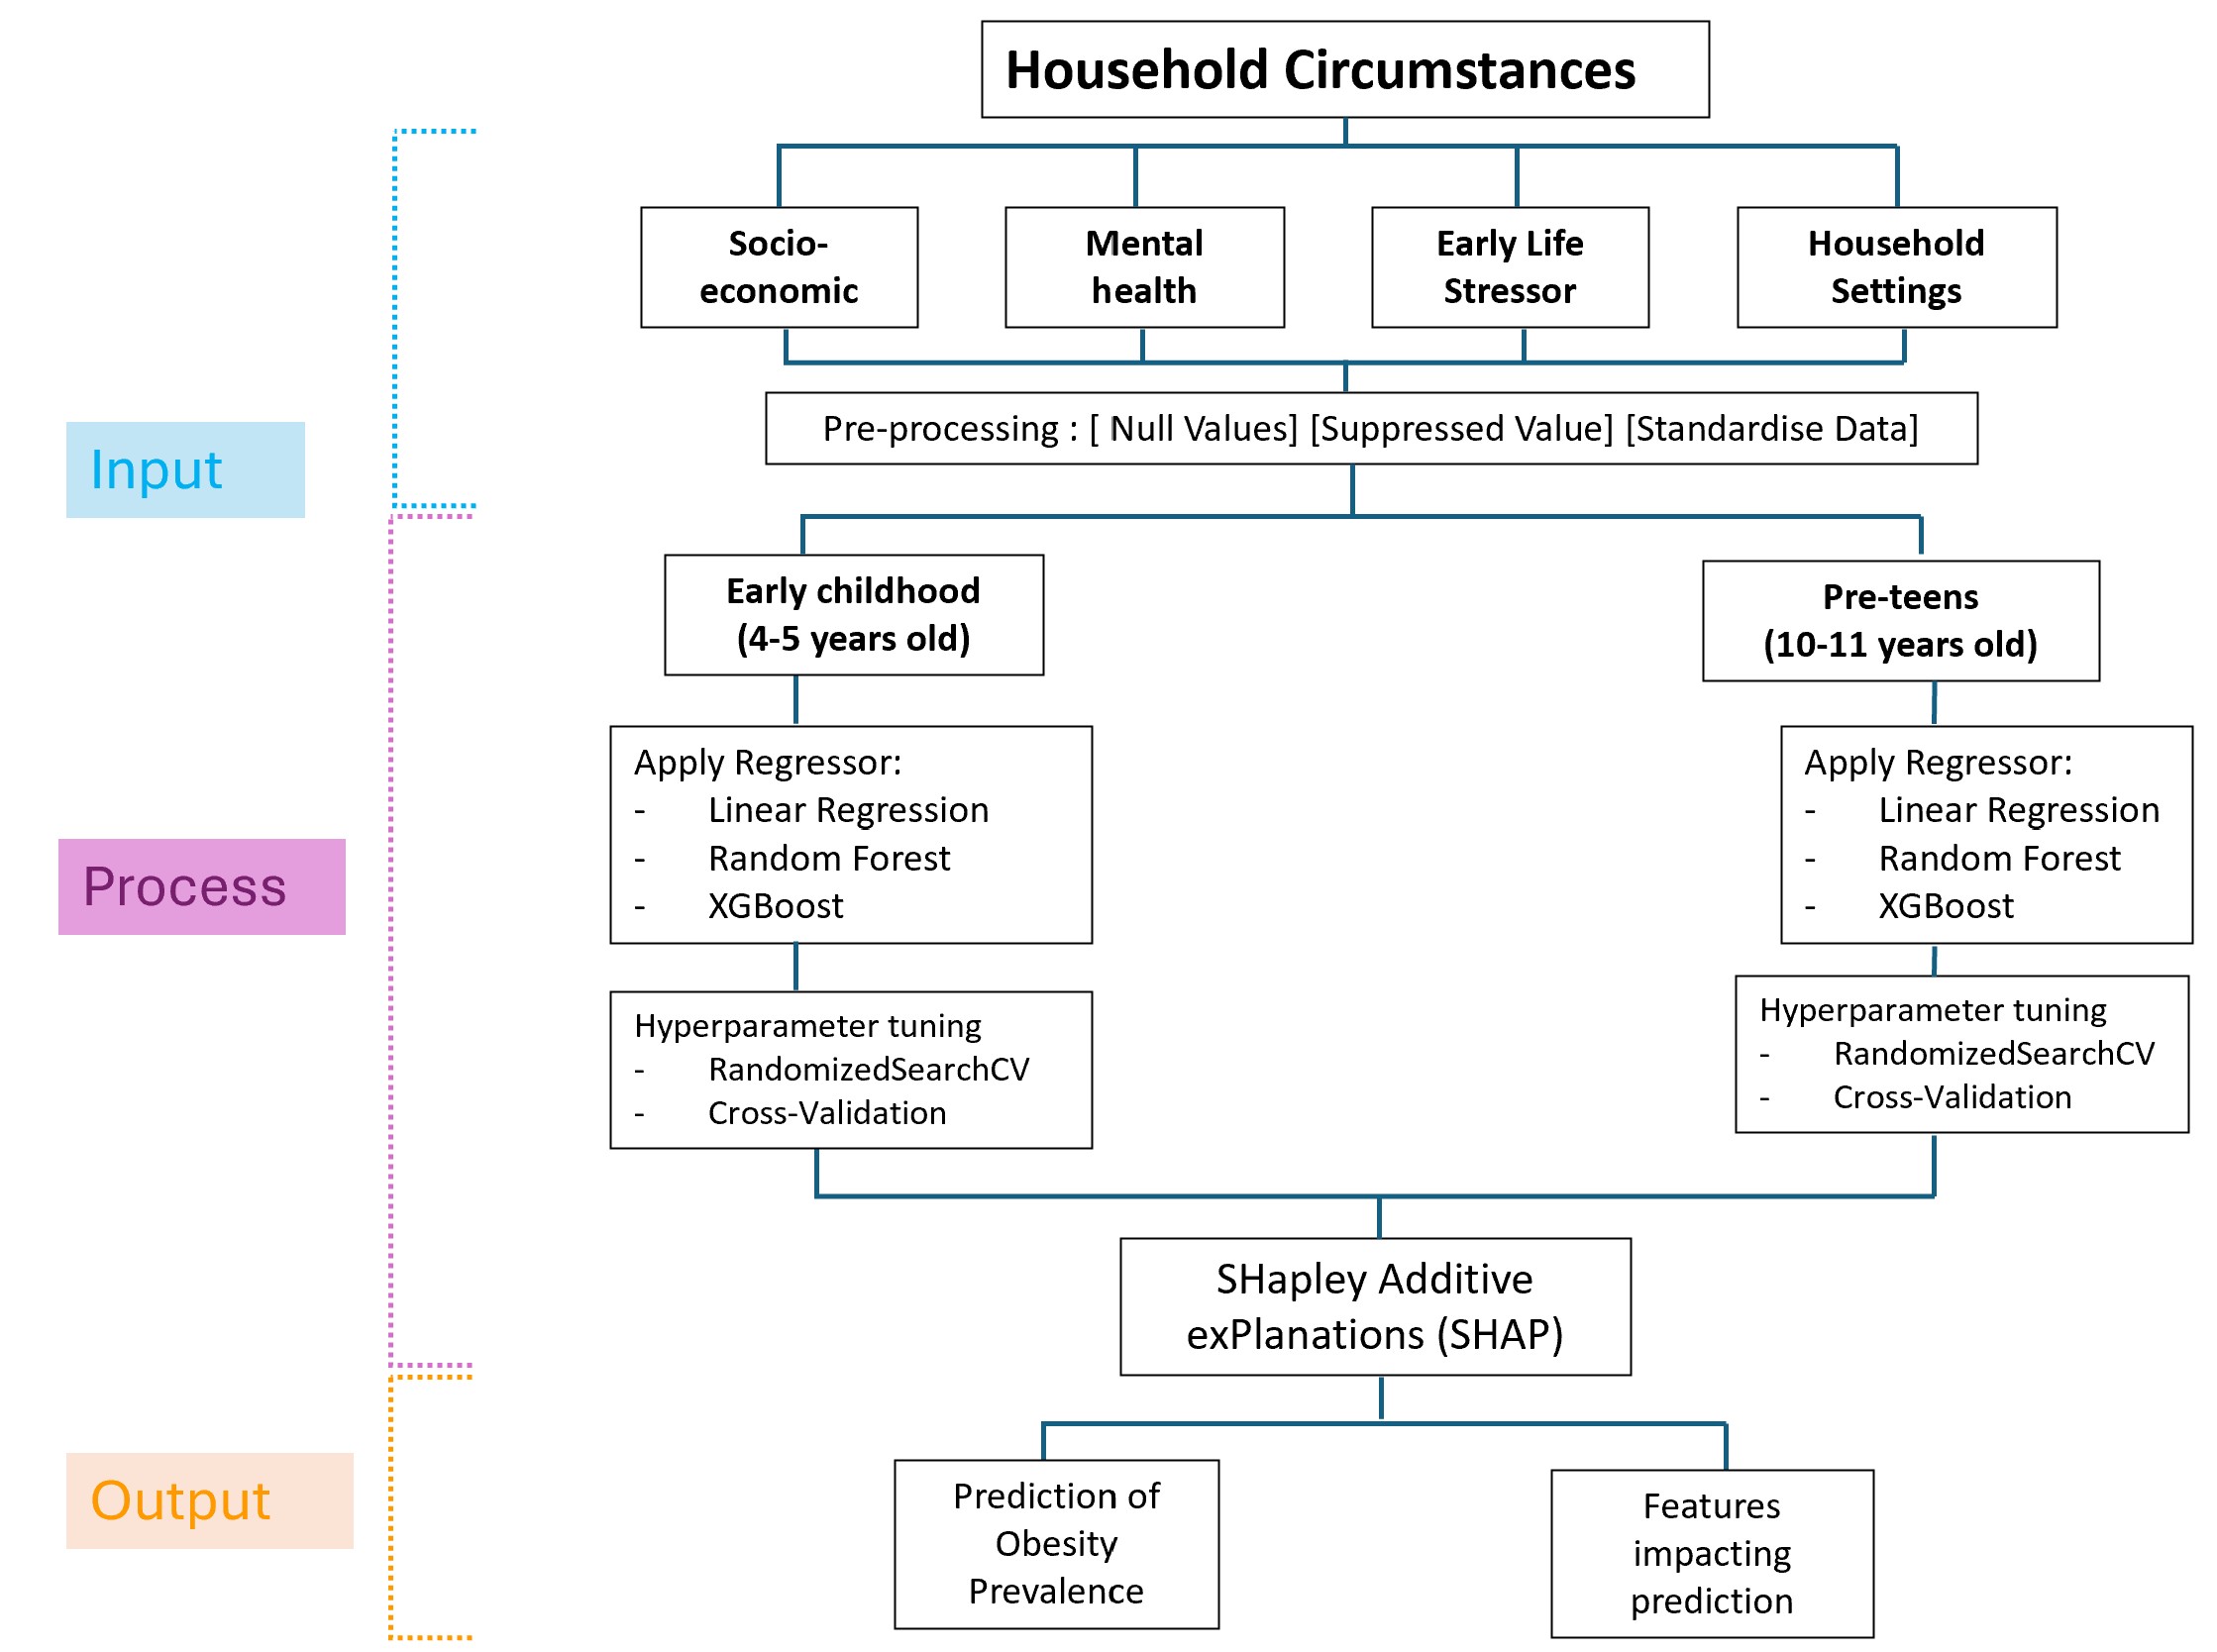 Household Circumstances
Socio-
economic
Mental
health
Early Life
Stressor
Household
Settings
Pre-processing : [ Null Values] [Suppressed Value] [Standardise Data]
Input
Early childhood
(4-5 years old)
Pre-teens
(10-11 years old)
Apply Regressor:
- Linear Regression
- Random Forest
- XGBoost
Apply Regressor:
- Linear Regression
- Random Forest
- XGBoost
Process
Hyperparameter tuning
- RandomizedSearchCV
- Cross-Validation
Hyperparameter tuning
- RandomizedSearchCV
- Cross-Validation
SHapley Additive
exPlanations (SHAP)
Output
Prediction of
Obesity
Prevalence
Features
impacting
prediction